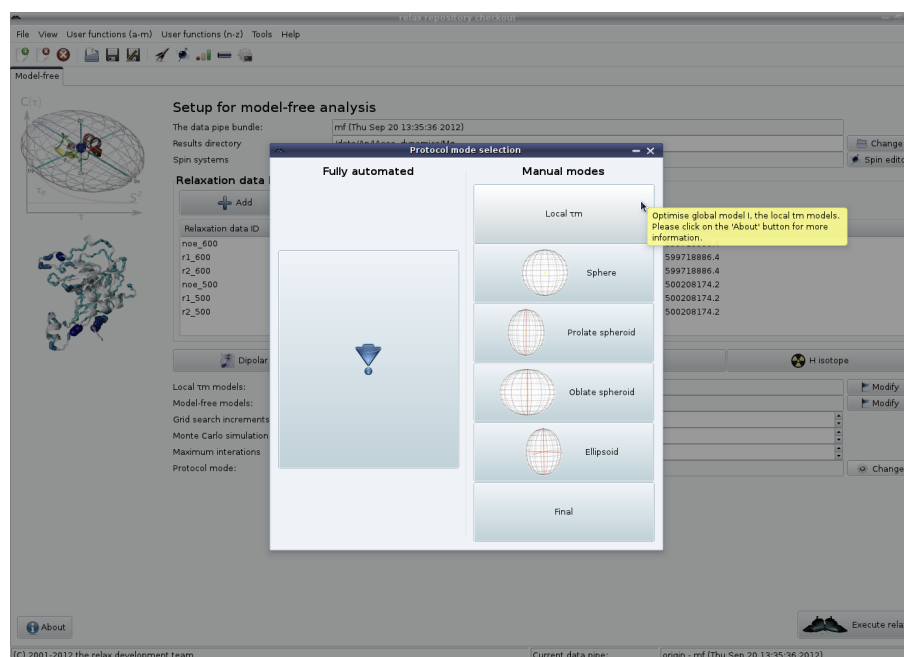 relax repository checkout
File View User functions (a-m) User functions (n-z) Tools Help
Model-free
C(τ)
S²
τe
τ
Setup for model-free analysis
The data pipe bundle: mf (Thu Sep 20 13:35:36 2012)
Results directory Change
Spin systems Spin edito
Relaxation data
Add
Relaxation data ID
noe_600
r1_600 599718886.4
r2_600 599718886.4
noe_500 500208174.2
r1_500 500208174.2
r2_500 500208174.2
Dipolar H isotope
Local τm models: Modify
Model-free models: Modify
Grid search increments
Monte Carlo simulation
Maximum interations
Protocol mode: Change
Protocol mode selection
Fully automated
Manual modes
Local τm
Sphere
Prolate spheroid
Oblate spheroid
Ellipsoid
Final
Optimise global model I, the local tm models.
Please click on the 'About' button for more
information.
About Execute rela
(C) 2001-2012 the relax development team Current data pipe: origin - mf (Thu Sep 20 13:35:36 2012)